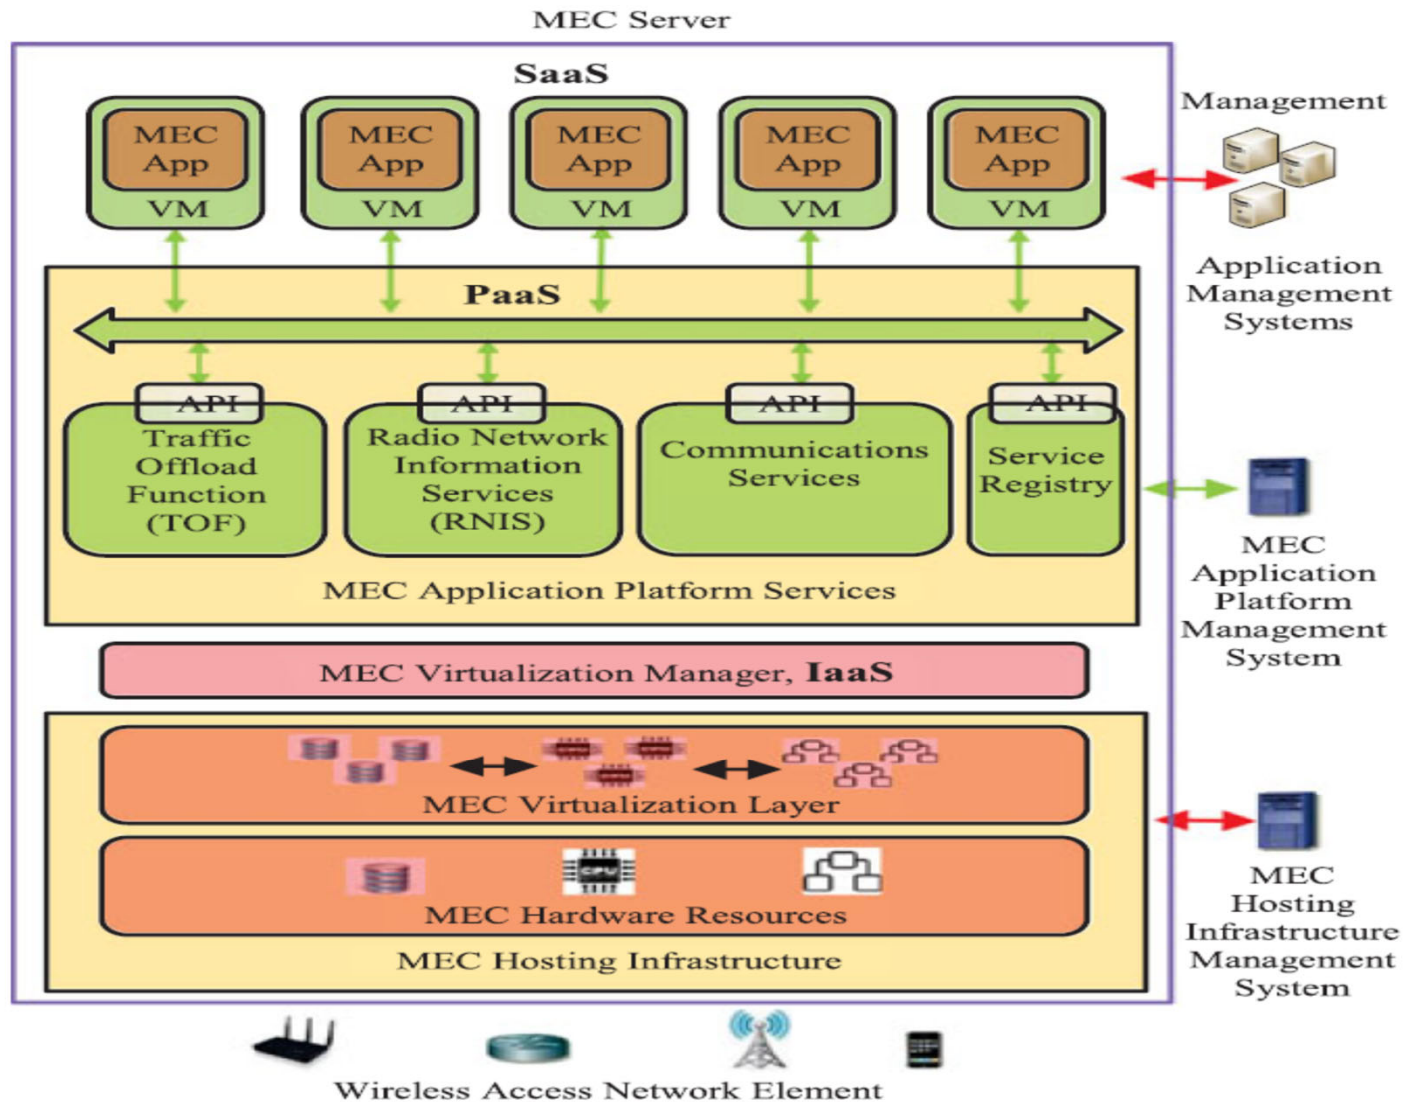 MEC Server
SaaS
MEC
App
VM
MEC
App
VM
MEC
App
VM
MEC
App
VM
MEC
App
VM
Management
Application
Management
Systems
PaaS
API
Traffic
Offload
Function
(TOF)
API
Radio Network
Information
Services
(RNIS)
API
Communications
Services
API
Service
Registry
MEC Application Platform Services
MEC
Application
Platform
Management
System
MEC Virtualization Manager, IaaS
MEC Virtualization Layer
CPU
MEC Hardware Resources
MEC Hosting Infrastructure
MEC
Hosting
Infrastructure
Management
System
Wireless Access Network Element